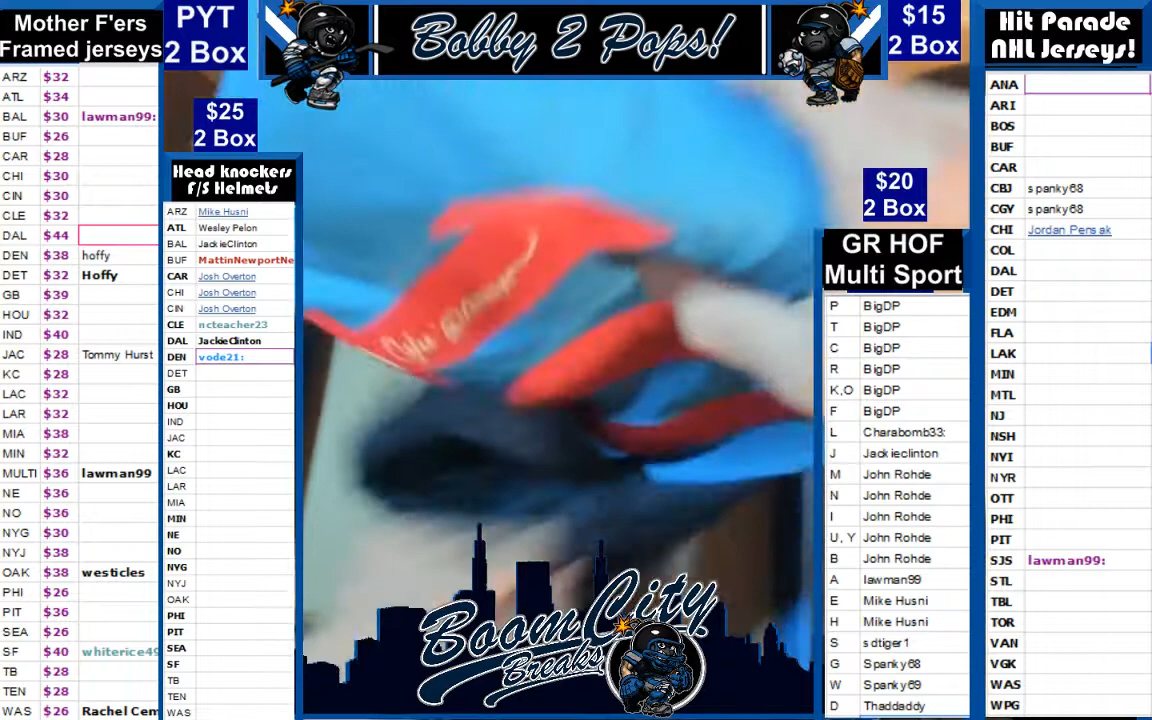 Mother F'ers
Framed jerseys
ARZ $32
ATL $34
BAL $30 lawman99:
BUF $26
CAR $28
CHI $30
CIN $30
CLE $32
DAL $44
DEN $38 hoffy
DET $32 Hoffy
GB $39
HOU $32
IND $40
JAC $28 Tommy Hurst
KC $28
LAC $32
LAR $32
MIA $38
MIN $32
MULTI $36 lawman99
NE $36
NO $36
NYG $30
NYJ $38
OAK $38 westicles
PHI $26
PIT $36
SEA $26
SF $40 whiterice49
TB $28
TEN $28
WAS $26 Rachel Cem
PYT
2 Box
$25
2 Box
Head knockers
F/S Helmets
ARZ Mike Husni
ATL Wesley Pelon
BAL JackieClinton
BUF MattinNewportNe
CAR Josh Overton
CHI Josh Overton
CIN Josh Overton
CLE ncteacher23
DAL JackieClinton
DEN vode21:
DET
GB
HOU
IND
JAC
KC
LAC
LAR
MIA
MIN
NE
NO
NYG
NYJ
OAK
PHI
PIT
SEA
SF
TB
TEN
WAS
Bobby 2 Pops!
Boom City
Breaks
$15
2 Box
$20
2 Box
GR HOF
Multi Sport
P BigDP
T BigDP
C BigDP
R BigDP
K,O BigDP
F BigDP
L Charabomb33:
J Jackieclinton
M John Rohde
N John Rohde
I John Rohde
U, Y John Rohde
B John Rohde
A lawman99
E Mike Husni
H Mike Husni
S sdtiger1
G Spanky68
W Spanky69
D Thaddaddy
Hit Parade
NHL Jerseys!
ANA
ARI
BOS
BUF
CAR
CBJ spanky68
CGY spanky68
CHI Jordan Pensak
COL
DAL
DET
EDM
FLA
LAK
MIN
MTL
NJ
NSH
NYI
NYR
OTT
PHI
PIT
SJS lawman99:
STL
TBL
TOR
VAN
VGK
WAS
WPG